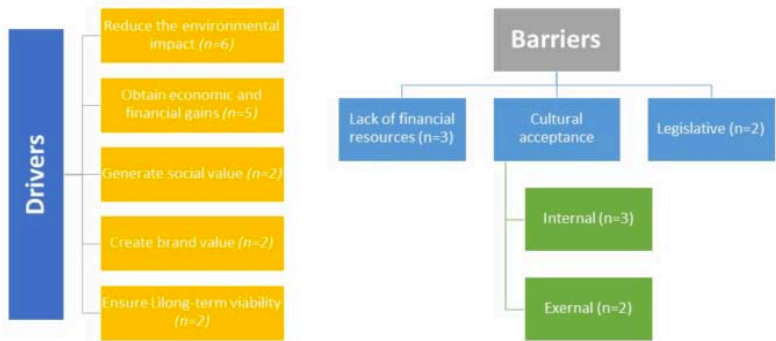 Drivers
Reduce the environmental
impact (n=6)
Obtain economic and
financial gains (n=5)
Generate social value (n=2)
Create brand value (n=2)
Ensure Lilong-term viability
(n=2)
Barriers
Lack of financial
resources (n=3)
Cultural
acceptance
Legislative (n=2)
Internal (n=3)
Exernal (n=2)